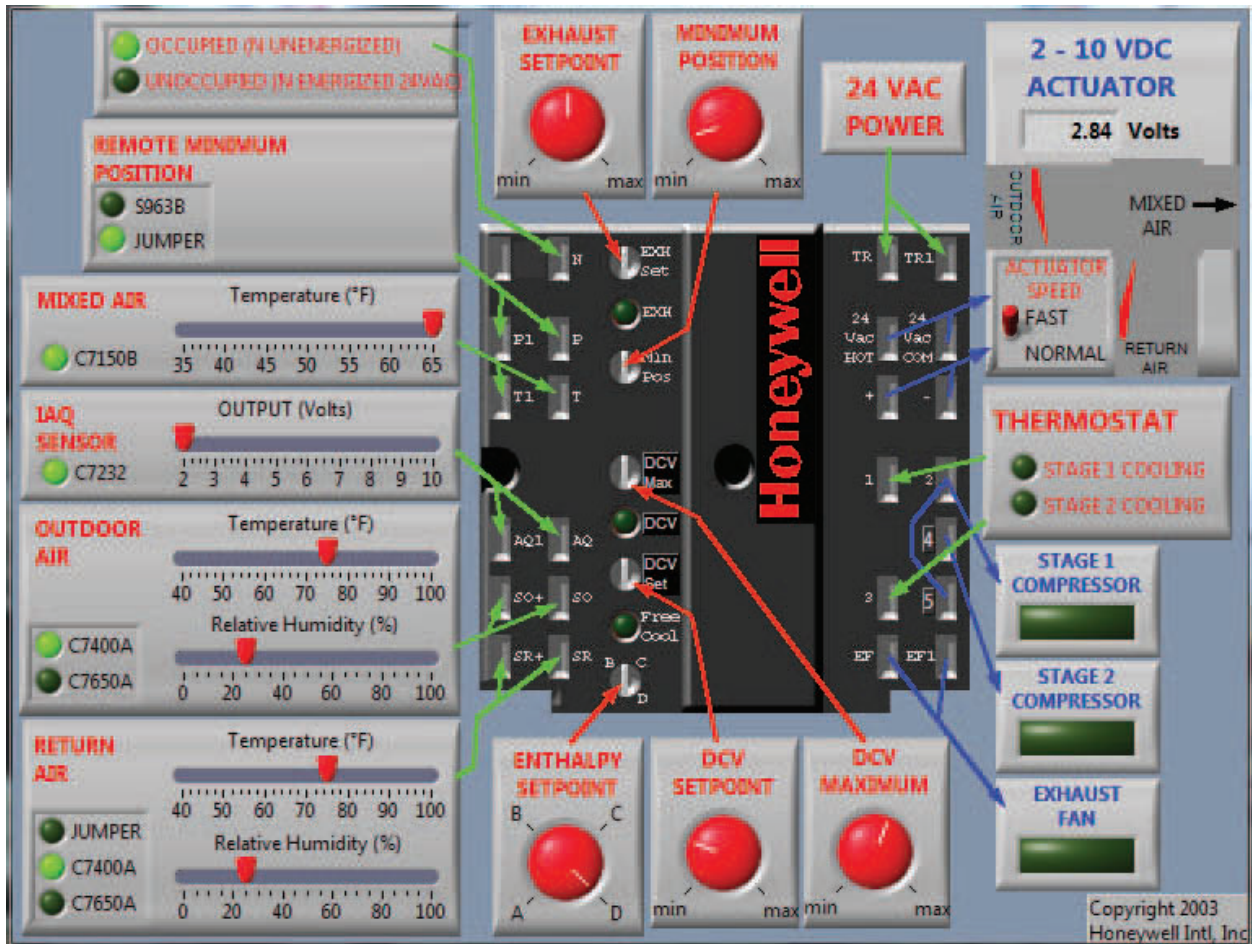 OCCUPIED (N UNENERGIZED)
UNOCCUPIED (N ENERGIZED 24VAC)
REMOTE MINIMUM
POSITION
S963B
JUMPER
MIXED AIR
Temperature (°F)
C7150B
35 40 45 50 55 60 65
IAQ
SENSOR
OUTPUT (Volts)
C7232
2 3 4 5 6 7 8 9 10
OUTDOOR
AIR
Temperature (°F)
40 50 60 70 80 90 100
Relative Humidity (%)
C7400A
C7650A
0 20 40 60 80 100
RETURN
AIR
Temperature (°F)
40 50 60 70 80 90 100
Relative Humidity (%)
JUMPER
C7400A
C7650A
0 20 40 60 80 100
EXHAUST
SETPOINT
min max
MINIMUM
POSITION
min max
24 VAC
POWER
N
EXH
Set
EXH
P1 P
Min
Pos
T1 T
DCV
Max
DCV
AQ1 AQ
DCV
Set
SO+ SO
Free
Cool
SR+ SR
B C
D
Honeywell
TR TR1
24
Vac
HOT
24
Vac
COM
+ -
1 2
4
3 5
EF EF1
ENTHALPY
SETPOINT
B C
A D
DCV
SETPOINT
min max
DCV
MAXIMUM
min max
2 - 10 VDC
ACTUATOR
2.84 Volts
OUTDOOR
AIR
MIXED
AIR
ACTUATOR
SPEED
FAST
NORMAL
RETURN
AIR
THERMOSTAT
STAGE 1 COOLING
STAGE 2 COOLING
STAGE 1
COMPRESSOR
STAGE 2
COMPRESSOR
EXHAUST
FAN
Copyright 2003
Honeywell Intl, Inc